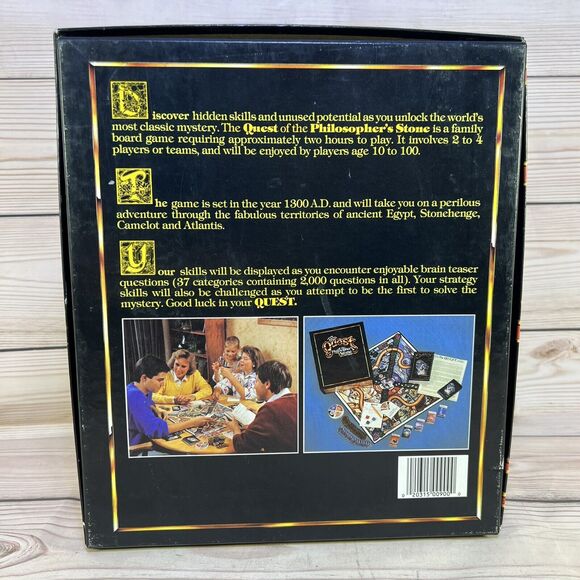 Discover hidden skills and unused potential as you unlock the world's
most classic mystery. The Quest of the Philosopher's Stone is a family
board game requiring approximately two hours to play. It involves 2 to 4
players or teams, and will be enjoyed by players age 10 to 100.
The game is set in the year 1300 A.D. and will take you on a perilous
adventure through the fabulous territories of ancient Egypt, Stonehenge,
Camelot and Atlantis.
Your skills will be displayed as you encounter enjoyable brain teaser
questions (37 categories containing 2,000 questions in all). Your strategy
skills will also be challenged as you attempt to be the first to solve the
mystery. Good luck in your QUEST.
Quest
0 20315 00900 0